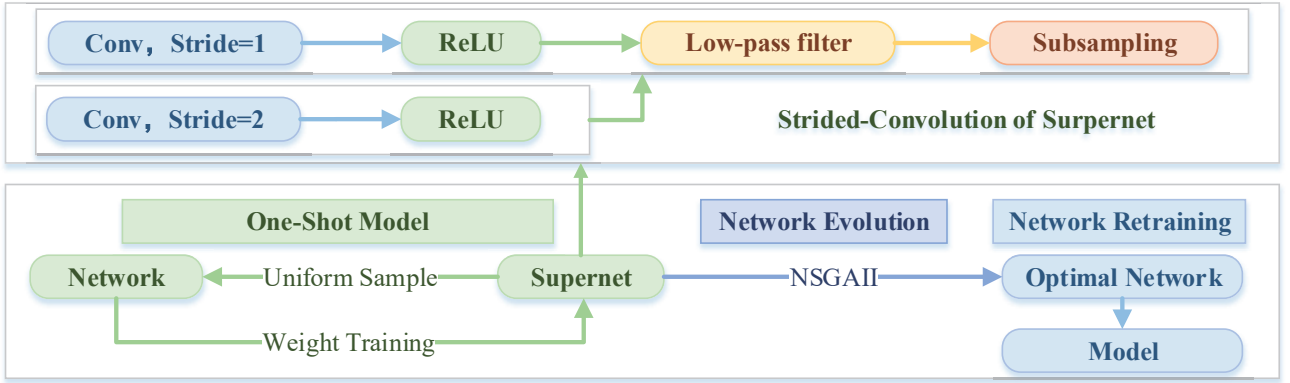 Conv, Stride=1 ReLU Low-pass filter Subsampling
Conv, Stride=2 ReLU Strided-Convolution of Surpernet
One-Shot Model Network Evolution Network Retraining
Network Uniform Sample Supernet NSGAII Optimal Network
Weight Training Model